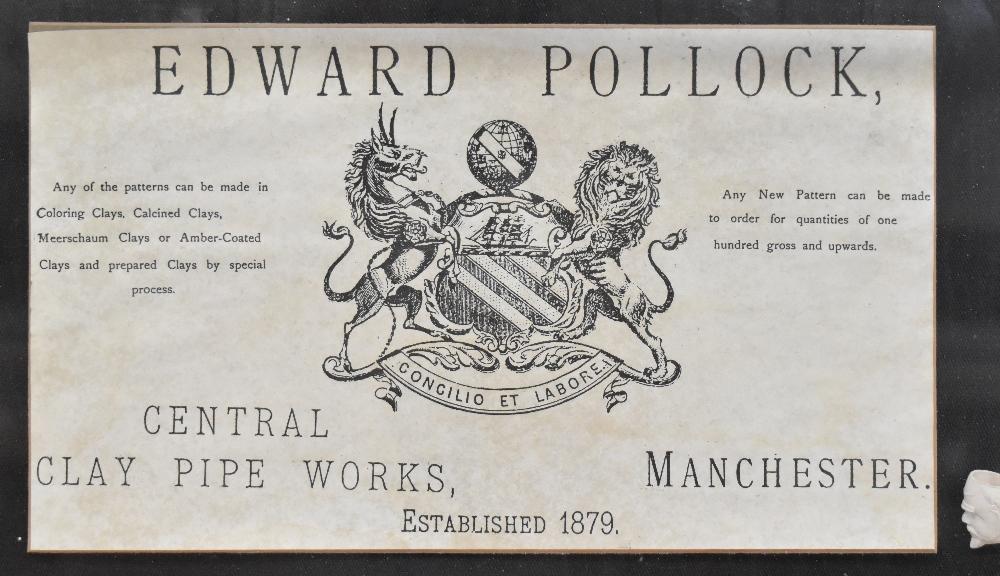 EDWARD POLLOCK,
Any of the patterns can be made in
Coloring Clays, Calcined Clays,
Meerschaum Clays or Amber-Coated
Clays and prepared Clays by special
process.
Any New Pattern can be made
to order for quantities of one
hundred gross and upwards.
CONCILIO ET LABORE.
CENTRAL
CLAY PIPE WORKS,
MANCHESTER.
ESTABLISHED 1879.